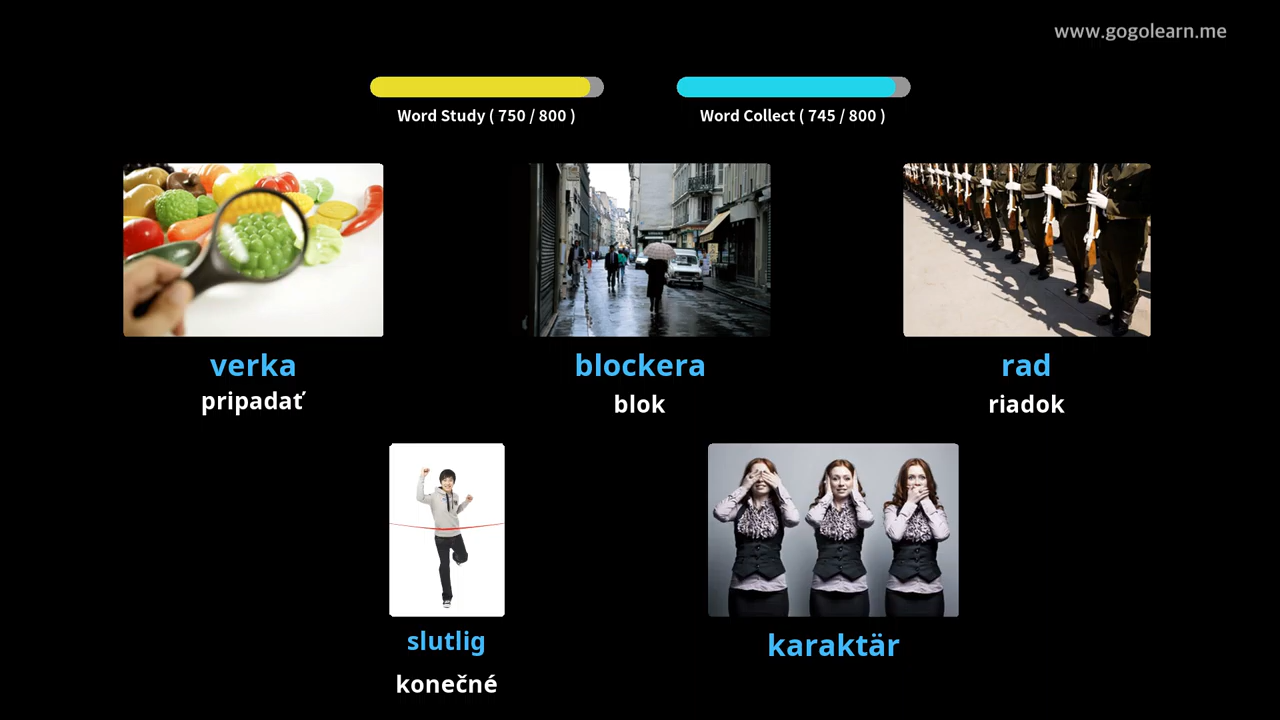 www.gogolearn.me
Word Study ( 750 / 800 )
Word Collect ( 745 / 800 )
verka
blockera
rad
pripadať
blok
riadok
slutlig
karaktär
konečné